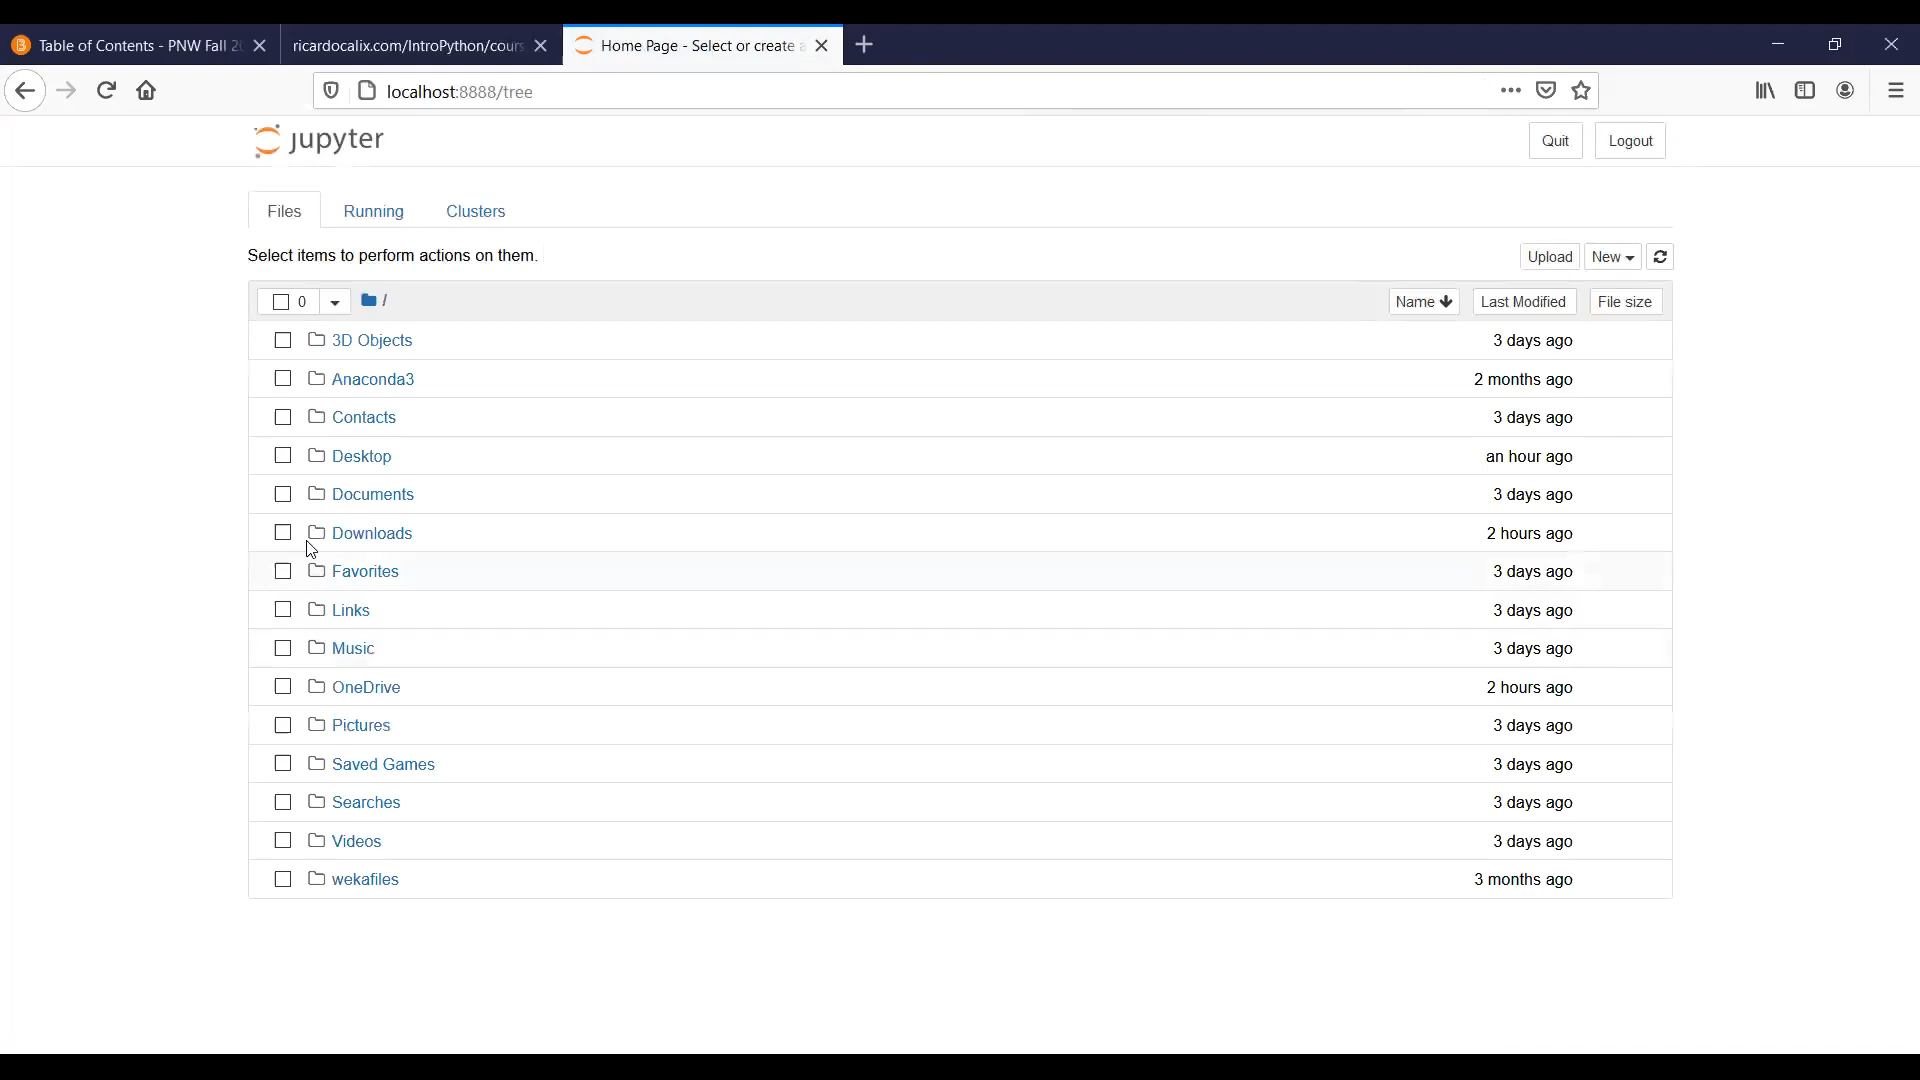 Table of Contents - PNW Fall 2
ricardocalix.com/IntroPython/cours
Home Page - Select or create a
localhost:8888/tree
jupyter
Quit
Logout
Files
Running
Clusters
Select items to perform actions on them.
Upload
New
0
/
Name
Last Modified
File size
3D Objects 3 days ago
Anaconda3 2 months ago
Contacts 3 days ago
Desktop an hour ago
Documents 3 days ago
Downloads 2 hours ago
Favorites 3 days ago
Links 3 days ago
Music 3 days ago
OneDrive 2 hours ago
Pictures 3 days ago
Saved Games 3 days ago
Searches 3 days ago
Videos 3 days ago
wekafiles 3 months ago